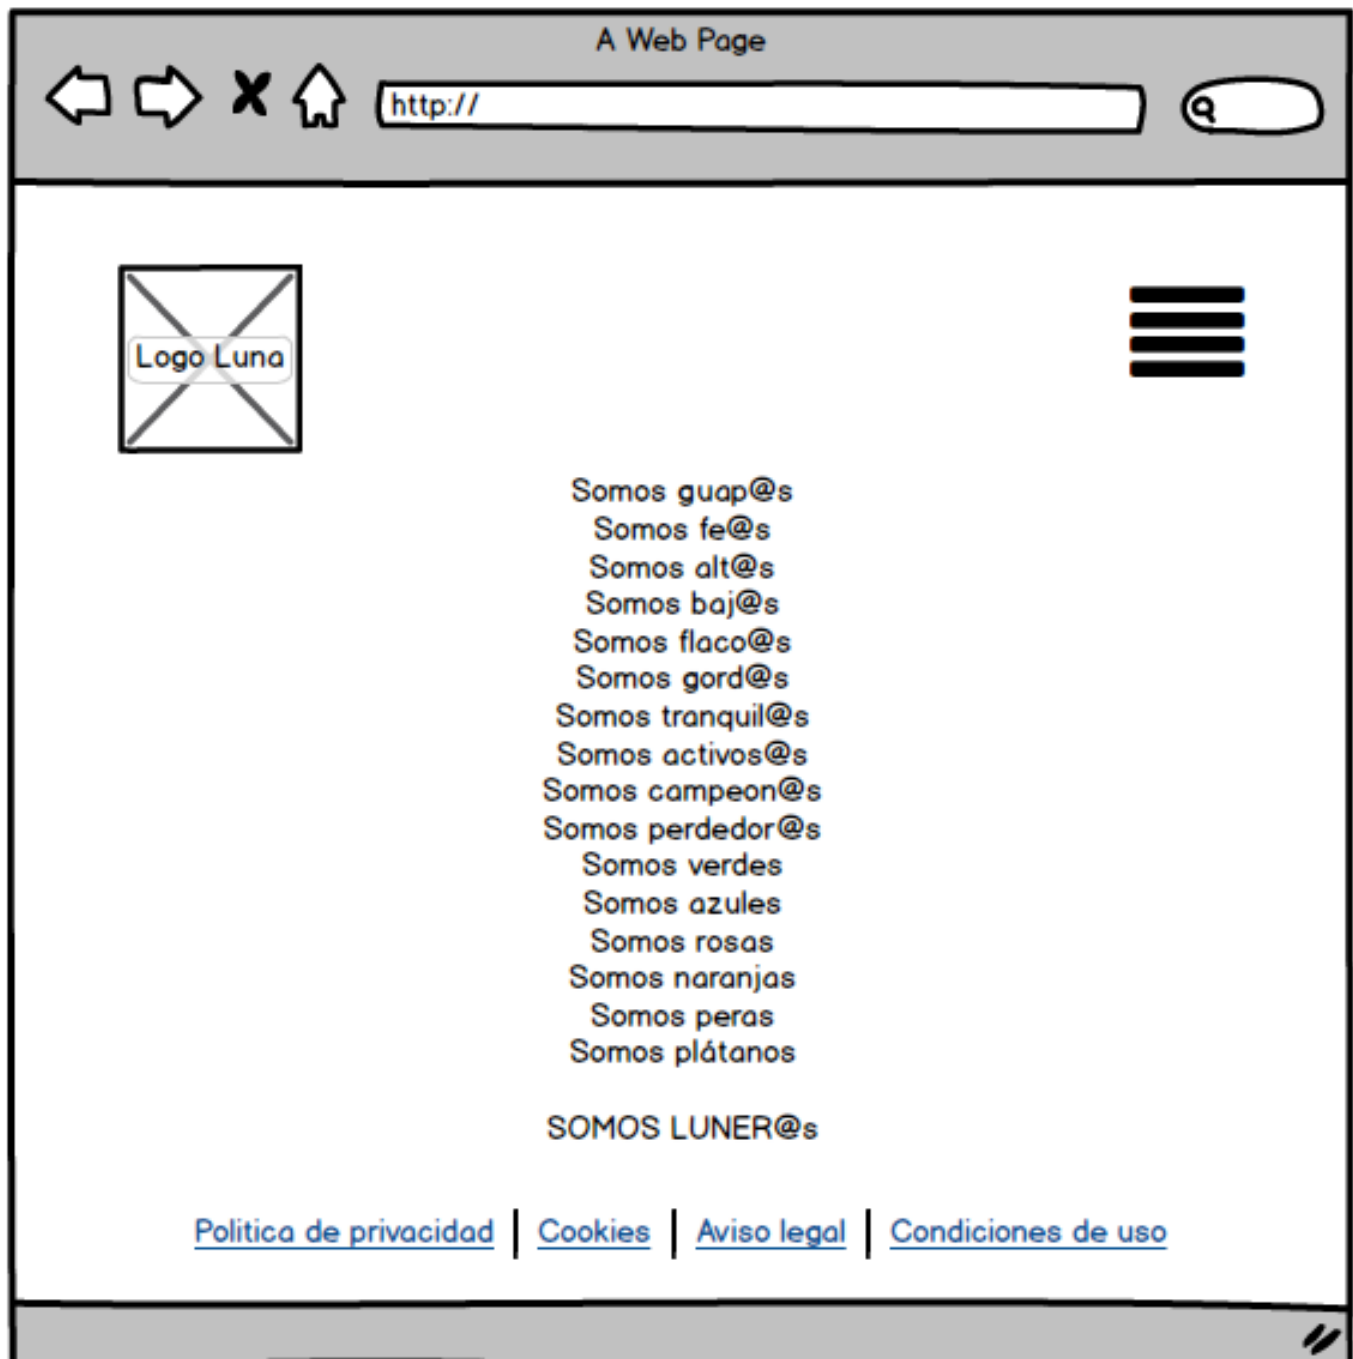 A Web Page
http://
Logo Luna
Somos guap@s
Somos fe@s
Somos alt@s
Somos baj@s
Somos flaco@s
Somos gord@s
Somos tranquil@s
Somos activos@s
Somos campeon@s
Somos perdedor@s
Somos verdes
Somos azules
Somos rosas
Somos naranjas
Somos peras
Somos plátanos
SOMOS LUNER@s
Politica de privacidad | Cookies | Aviso legal | Condiciones de uso